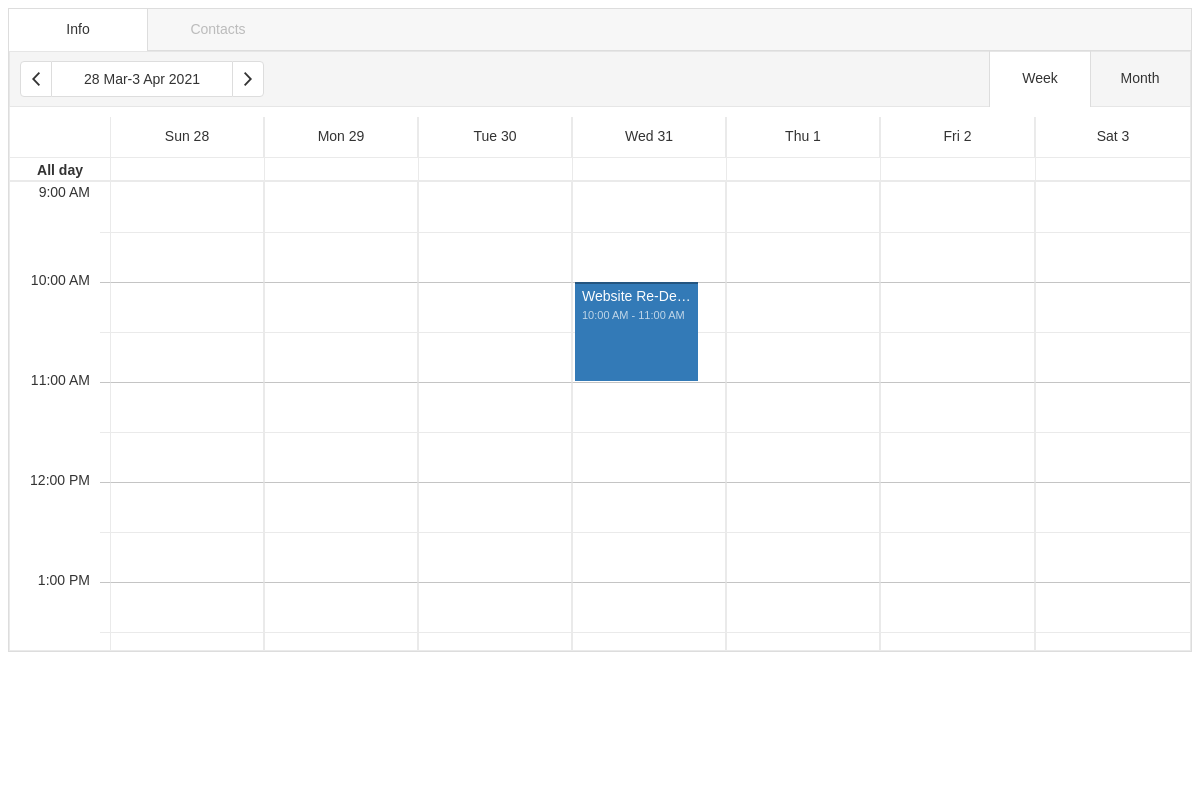 Info Contacts
28 Mar-3 Apr 2021 Week Month
Sun 28 Mon 29 Tue 30 Wed 31 Thu 1 Fri 2 Sat 3
All day
9:00 AM
10:00 AM
Website Re-De…
10:00 AM - 11:00 AM
11:00 AM
12:00 PM
1:00 PM